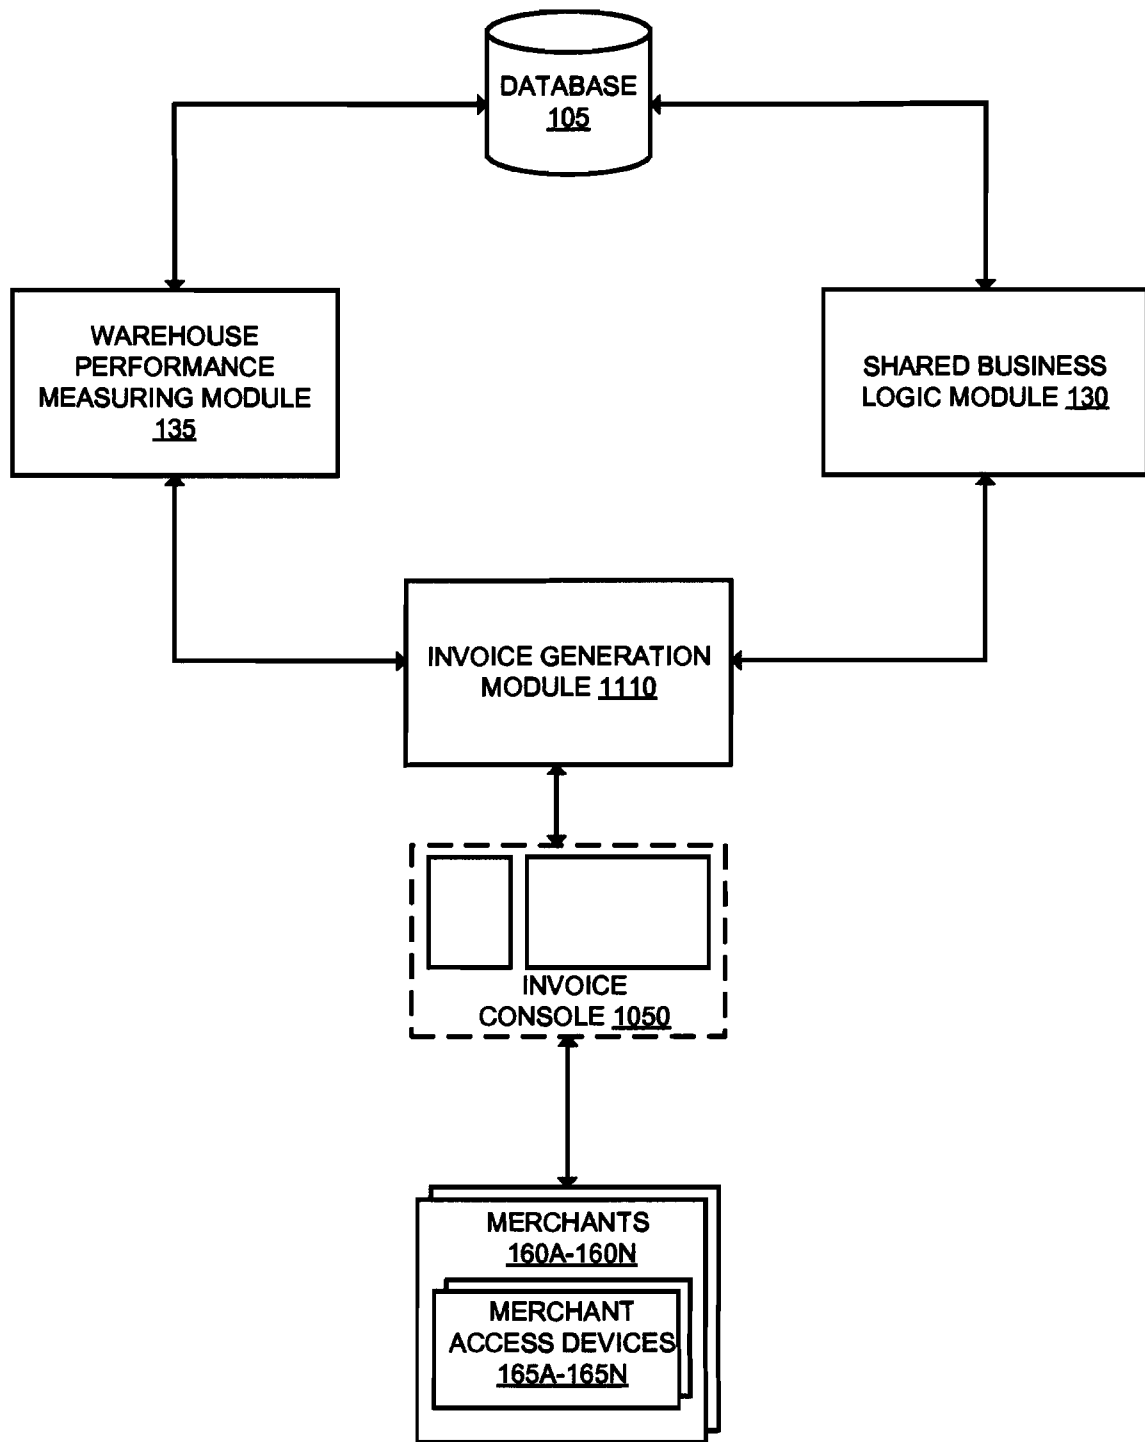 DATABASE
105
WAREHOUSE
PERFORMANCE
MEASURING MODULE
135
SHARED BUSINESS
LOGIC MODULE 130
INVOICE GENERATION
MODULE 1110
INVOICE
CONSOLE 1050
MERCHANTS
160A-160N
MERCHANT
ACCESS DEVICES
165A-165N